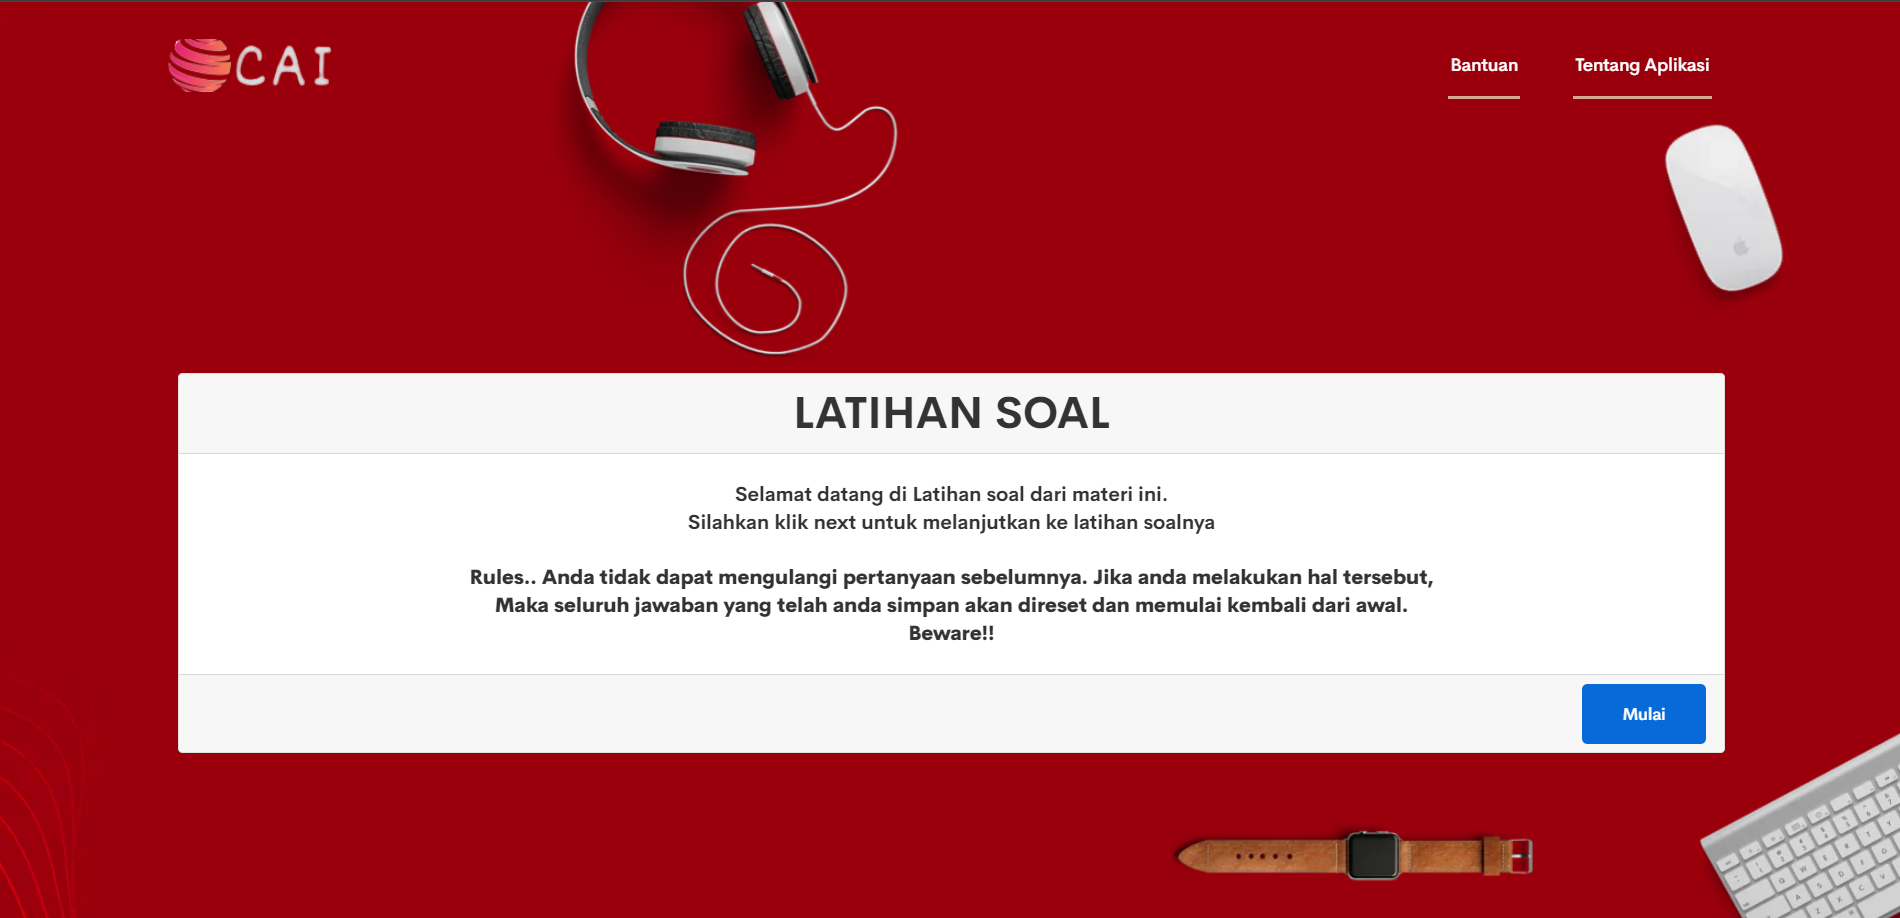 CAI
Bantuan
Tentang Aplikasi
LATIHAN SOAL
Selamat datang di Latihan soal dari materi ini.
Silahkan klik next untuk melanjutkan ke latihan soalnya
Rules.. Anda tidak dapat mengulangi pertanyaan sebelumnya. Jika anda melakukan hal tersebut,
Maka seluruh jawaban yang telah anda simpan akan direset dan memulai kembali dari awal.
Beware!!
Mulai